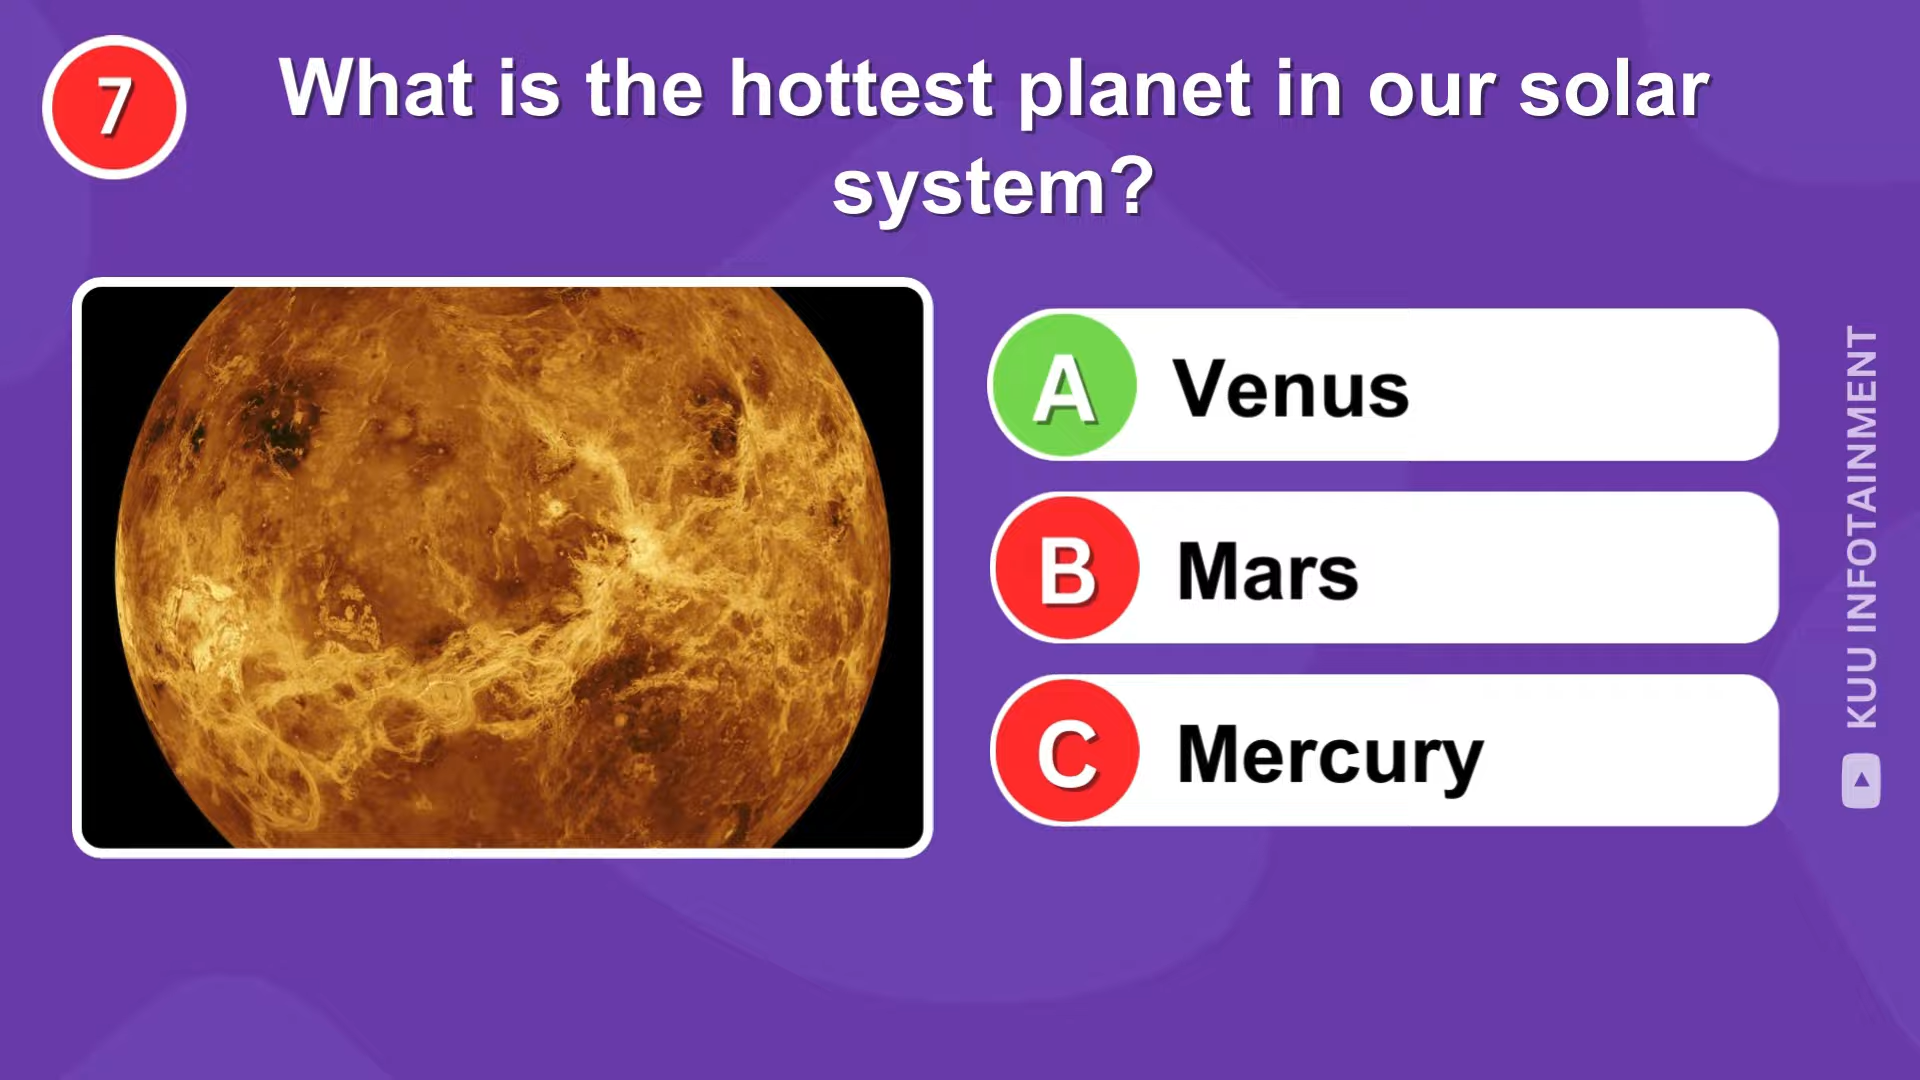 7
What is the hottest planet in our solar
system?
A Venus
B Mars
C Mercury
KUU INFOTAINMENT